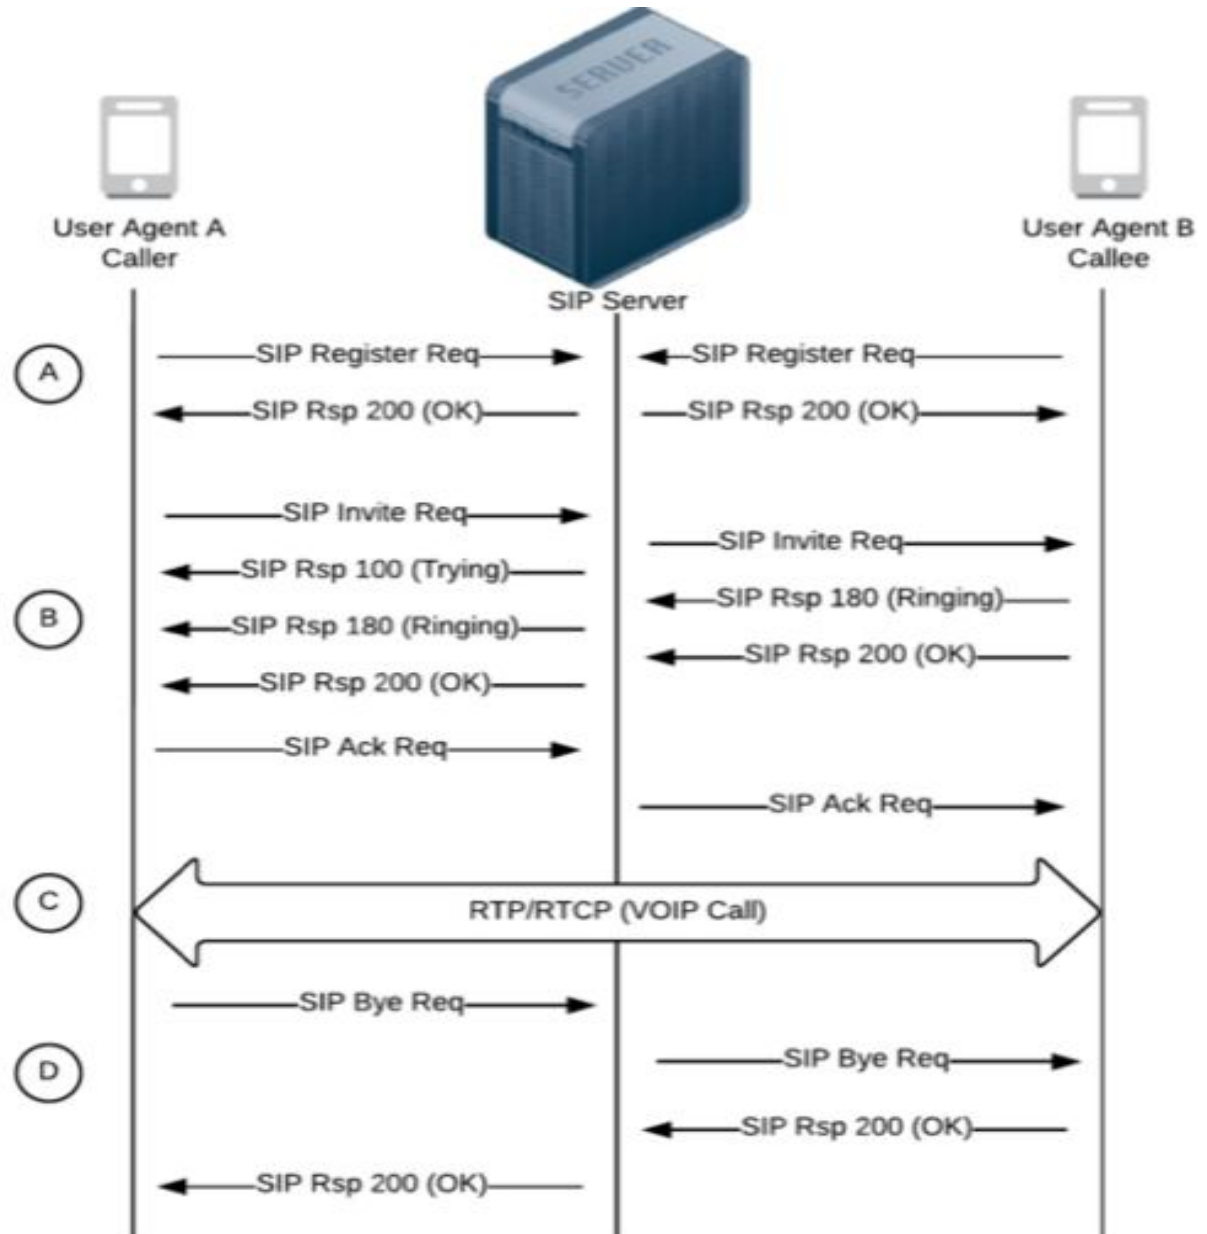 SERVER
User Agent A
Caller
User Agent B
Callee
SIP Server
A
SIP Register Req
SIP Register Req
SIP Rsp 200 (OK)
SIP Rsp 200 (OK)
SIP Invite Req
SIP Invite Req
SIP Rsp 100 (Trying)
SIP Rsp 180 (Ringing)
B
SIP Rsp 180 (Ringing)
SIP Rsp 200 (OK)
SIP Rsp 200 (OK)
SIP Ack Req
SIP Ack Req
C
RTP/RTCP (VOIP Call)
SIP Bye Req
D
SIP Bye Req
SIP Rsp 200 (OK)
SIP Rsp 200 (OK)